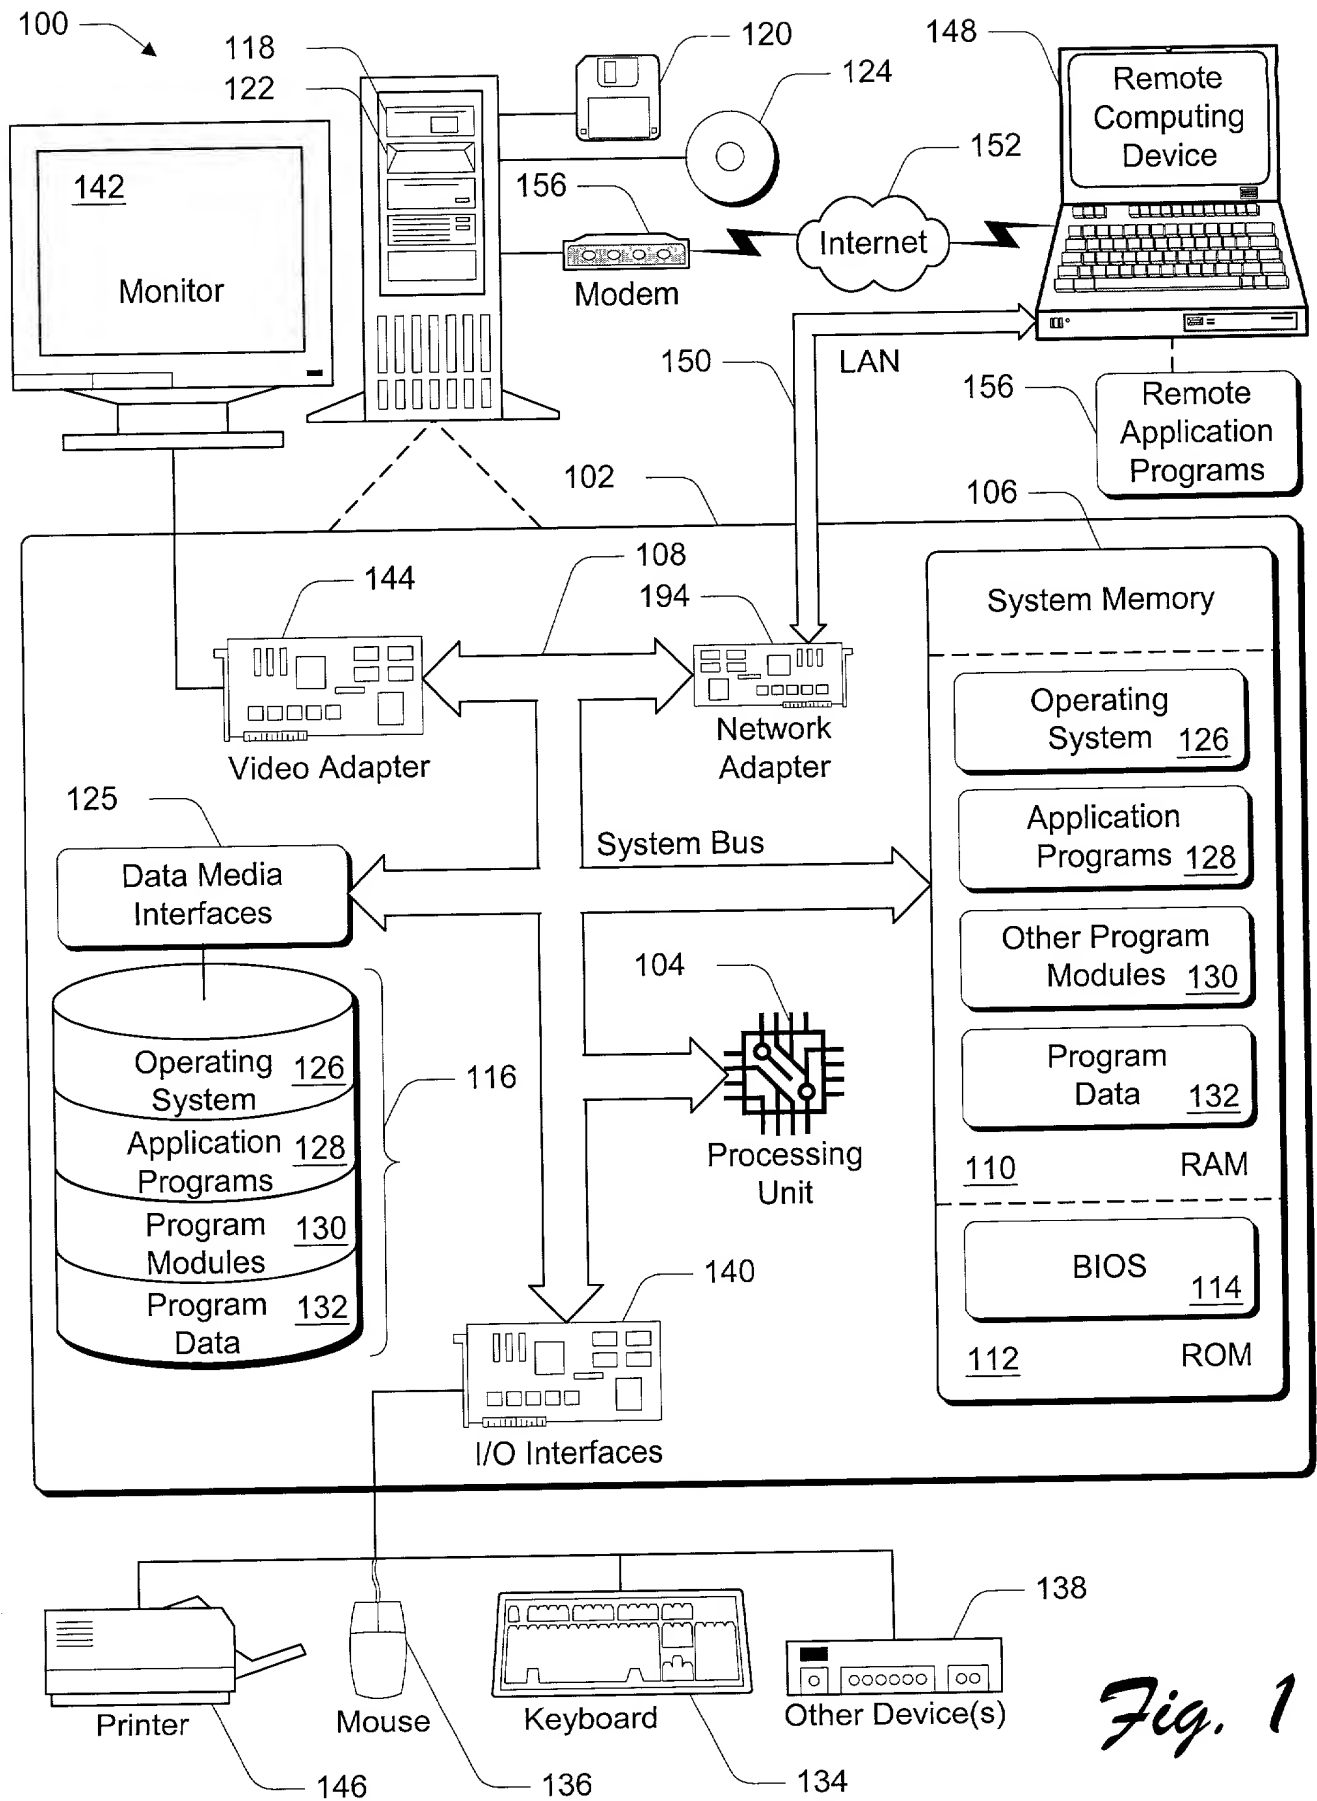 100
118
122
120
124
148
Remote
Computing
Device
142
Monitor
156
152
Internet
Modem
150
LAN
156
Remote
Application
Programs
102
106
108
144
194
System Memory
Operating
System 126
Network
Adapter
Video Adapter
125
Application
Programs 128
System Bus
Data Media
Interfaces
Other Program
Modules 130
104
Program
Data 132
Operating
System 126
116
Application
Programs 128
Processing
Unit
110 RAM
Program
Modules 130
BIOS
114
140
Program
Data 132
112 ROM
I/O Interfaces
138
Printer
Mouse
Keyboard
Other Device(s)
146
136
134
Fig. 1